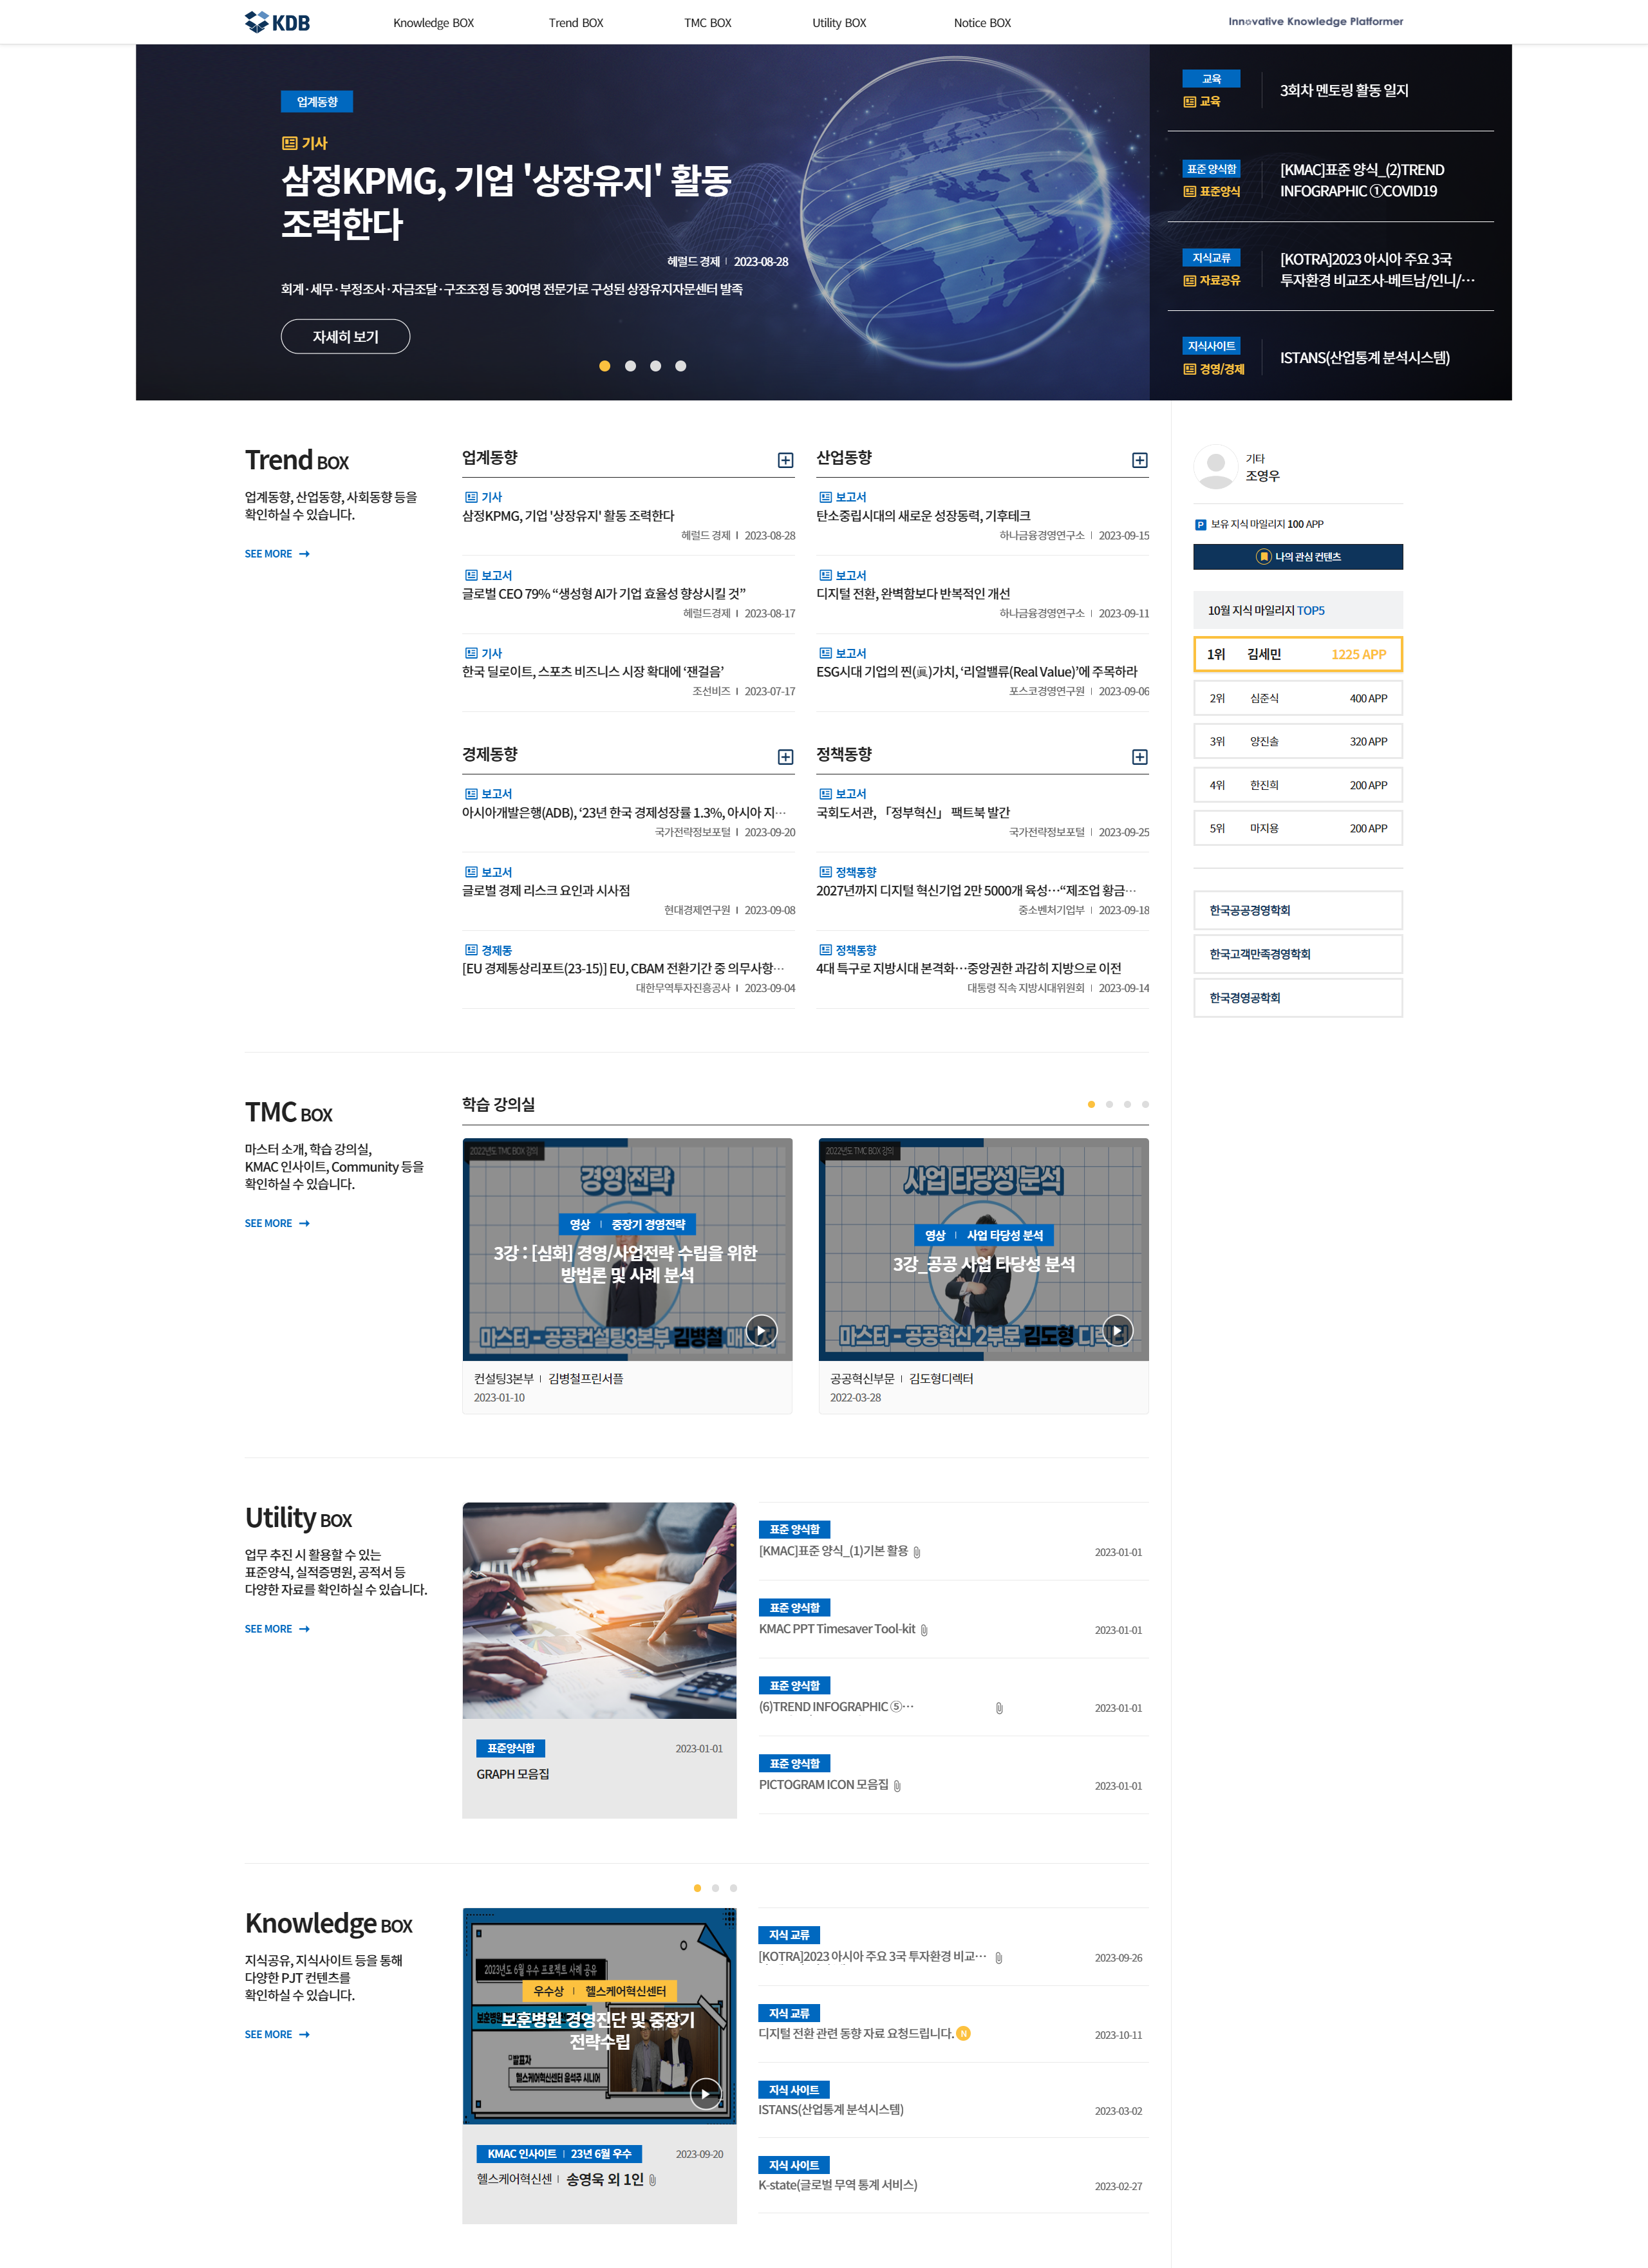 KDB
Knowledge BOX
Trend BOX
TMC BOX
Utility BOX
Notice BOX
Innovative Knowledge Platformer
업계동향
기사
삼정KPMG, 기업 '상장유지' 활동
조력한다
헤럴드 경제 | 2023-08-28
회계·세무·부정조사·자금조달·구조조정 등 30여명 전문가로 구성된 상장유지자문센터 발족
자세히 보기
교육
교육
3회차 멘토링 활동 일지
표준 양식함
표준양식
[KMAC]표준 양식_(2)TREND
INFOGRAPHIC ①COVID19
지식교류
자료공유
[KOTRA]2023 아시아 주요 3국
투자환경 비교조사-베트남/인니/…
지식사이트
경영/경제
ISTANS(산업통계 분석시스템)
Trend BOX
업계동향, 산업동향, 사회동향 등을
확인하실 수 있습니다.
SEE MORE →
업계동향
기사
삼정KPMG, 기업 '상장유지' 활동 조력한다
헤럴드 경제 | 2023-08-28
보고서
글로벌 CEO 79% “생성형 AI가 기업 효율성 향상시킬 것”
헤럴드경제 | 2023-08-17
기사
한국 딜로이트, 스포츠 비즈니스 시장 확대에 ‘잰걸음’
조선비즈 | 2023-07-17
산업동향
보고서
탄소중립시대의 새로운 성장동력, 기후테크
하나금융경영연구소 | 2023-09-15
보고서
디지털 전환, 완벽함보다 반복적인 개선
하나금융경영연구소 | 2023-09-11
보고서
ESG시대 기업의 찐(眞)가치, ‘리얼밸류(Real Value)’에 주목하라
포스코경영연구원 | 2023-09-06
경제동향
보고서
아시아개발은행(ADB), ‘23년 한국 경제성장률 1.3%, 아시아 지…
국가전략정보포털 | 2023-09-20
보고서
글로벌 경제 리스크 요인과 시사점
현대경제연구원 | 2023-09-08
경제동
[EU 경제통상리포트(23-15)] EU, CBAM 전환기간 중 의무사항…
대한무역투자진흥공사 | 2023-09-04
정책동향
보고서
국회도서관, 「정부혁신」 팩트북 발간
국가전략정보포털 | 2023-09-25
정책동향
2027년까지 디지털 혁신기업 2만 5000개 육성…“제조업 황금…
중소벤처기업부 | 2023-09-18
정책동향
4대 특구로 지방시대 본격화…중앙권한 과감히 지방으로 이전
대통령 직속 지방시대위원회 | 2023-09-14
기타
조영우
P 보유 지식 마일리지 100 APP
나의 관심 컨텐츠
10월 지식 마일리지 TOP5
1위 김세민 1225 APP
2위 심준식 400 APP
3위 양진솔 320 APP
4위 한진희 200 APP
5위 마지용 200 APP
한국공공경영학회
한국고객만족경영학회
한국경영공학회
TMC BOX
마스터 소개, 학습 강의실,
KMAC 인사이트, Community 등을
확인하실 수 있습니다.
SEE MORE →
학습 강의실
2022년도 TMC BOX 강의
경영 전략
영상 | 중장기 경영전략
3강 : [심화] 경영/사업전략 수립을 위한
방법론 및 사례 분석
마스터 - 공공컨설팅3본부 김병철
컨설팅3본부 | 김병철프린서플
2023-01-10
2022년도 TMC BOX 강의
사업 타당성 분석
영상 | 사업 타당성 분석
3강_공공 사업 타당성 분석
마스터 - 공공혁신 2부문 김도형
공공혁신부문 | 김도형디렉터
2022-03-28
Utility BOX
업무 추진 시 활용할 수 있는
표준양식, 실적증명원, 공적서 등
다양한 자료를 확인하실 수 있습니다.
SEE MORE →
표준양식함
2023-01-01
GRAPH 모음집
표준 양식함
[KMAC]표준 양식_(1)기본 활용
2023-01-01
표준 양식함
KMAC PPT Timesaver Tool-kit
2023-01-01
표준 양식함
(6)TREND INFOGRAPHIC ⑤…
2023-01-01
표준 양식함
PICTOGRAM ICON 모음집
2023-01-01
Knowledge BOX
지식공유, 지식사이트 등을 통해
다양한 PJT 컨텐츠를
확인하실 수 있습니다.
SEE MORE →
2023년도 6월 우수 프로젝트 사례 공유
우수상 | 헬스케어혁신센터
보훈병원 경영진단 및 중장기
전략수립
발표자
헬스케어혁신센터 윤석주 시니어
KMAC 인사이트 | 23년 6월 우수
2023-09-20
헬스케어혁신센 | 송영욱 외 1인
지식 교류
[KOTRA]2023 아시아 주요 3국 투자환경 비교…
2023-09-26
지식 교류
디지털 전환 관련 동향 자료 요청드립니다. N
2023-10-11
지식 사이트
ISTANS(산업통계 분석시스템)
2023-03-02
지식 사이트
K-state(글로벌 무역 통계 서비스)
2023-02-27